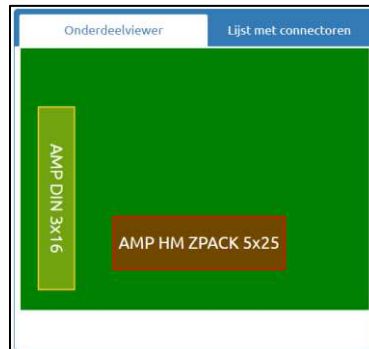 Onderdeelviewer
Lijst met connectoren
AMP DIN 3x16
AMP HM ZPACK 5x25